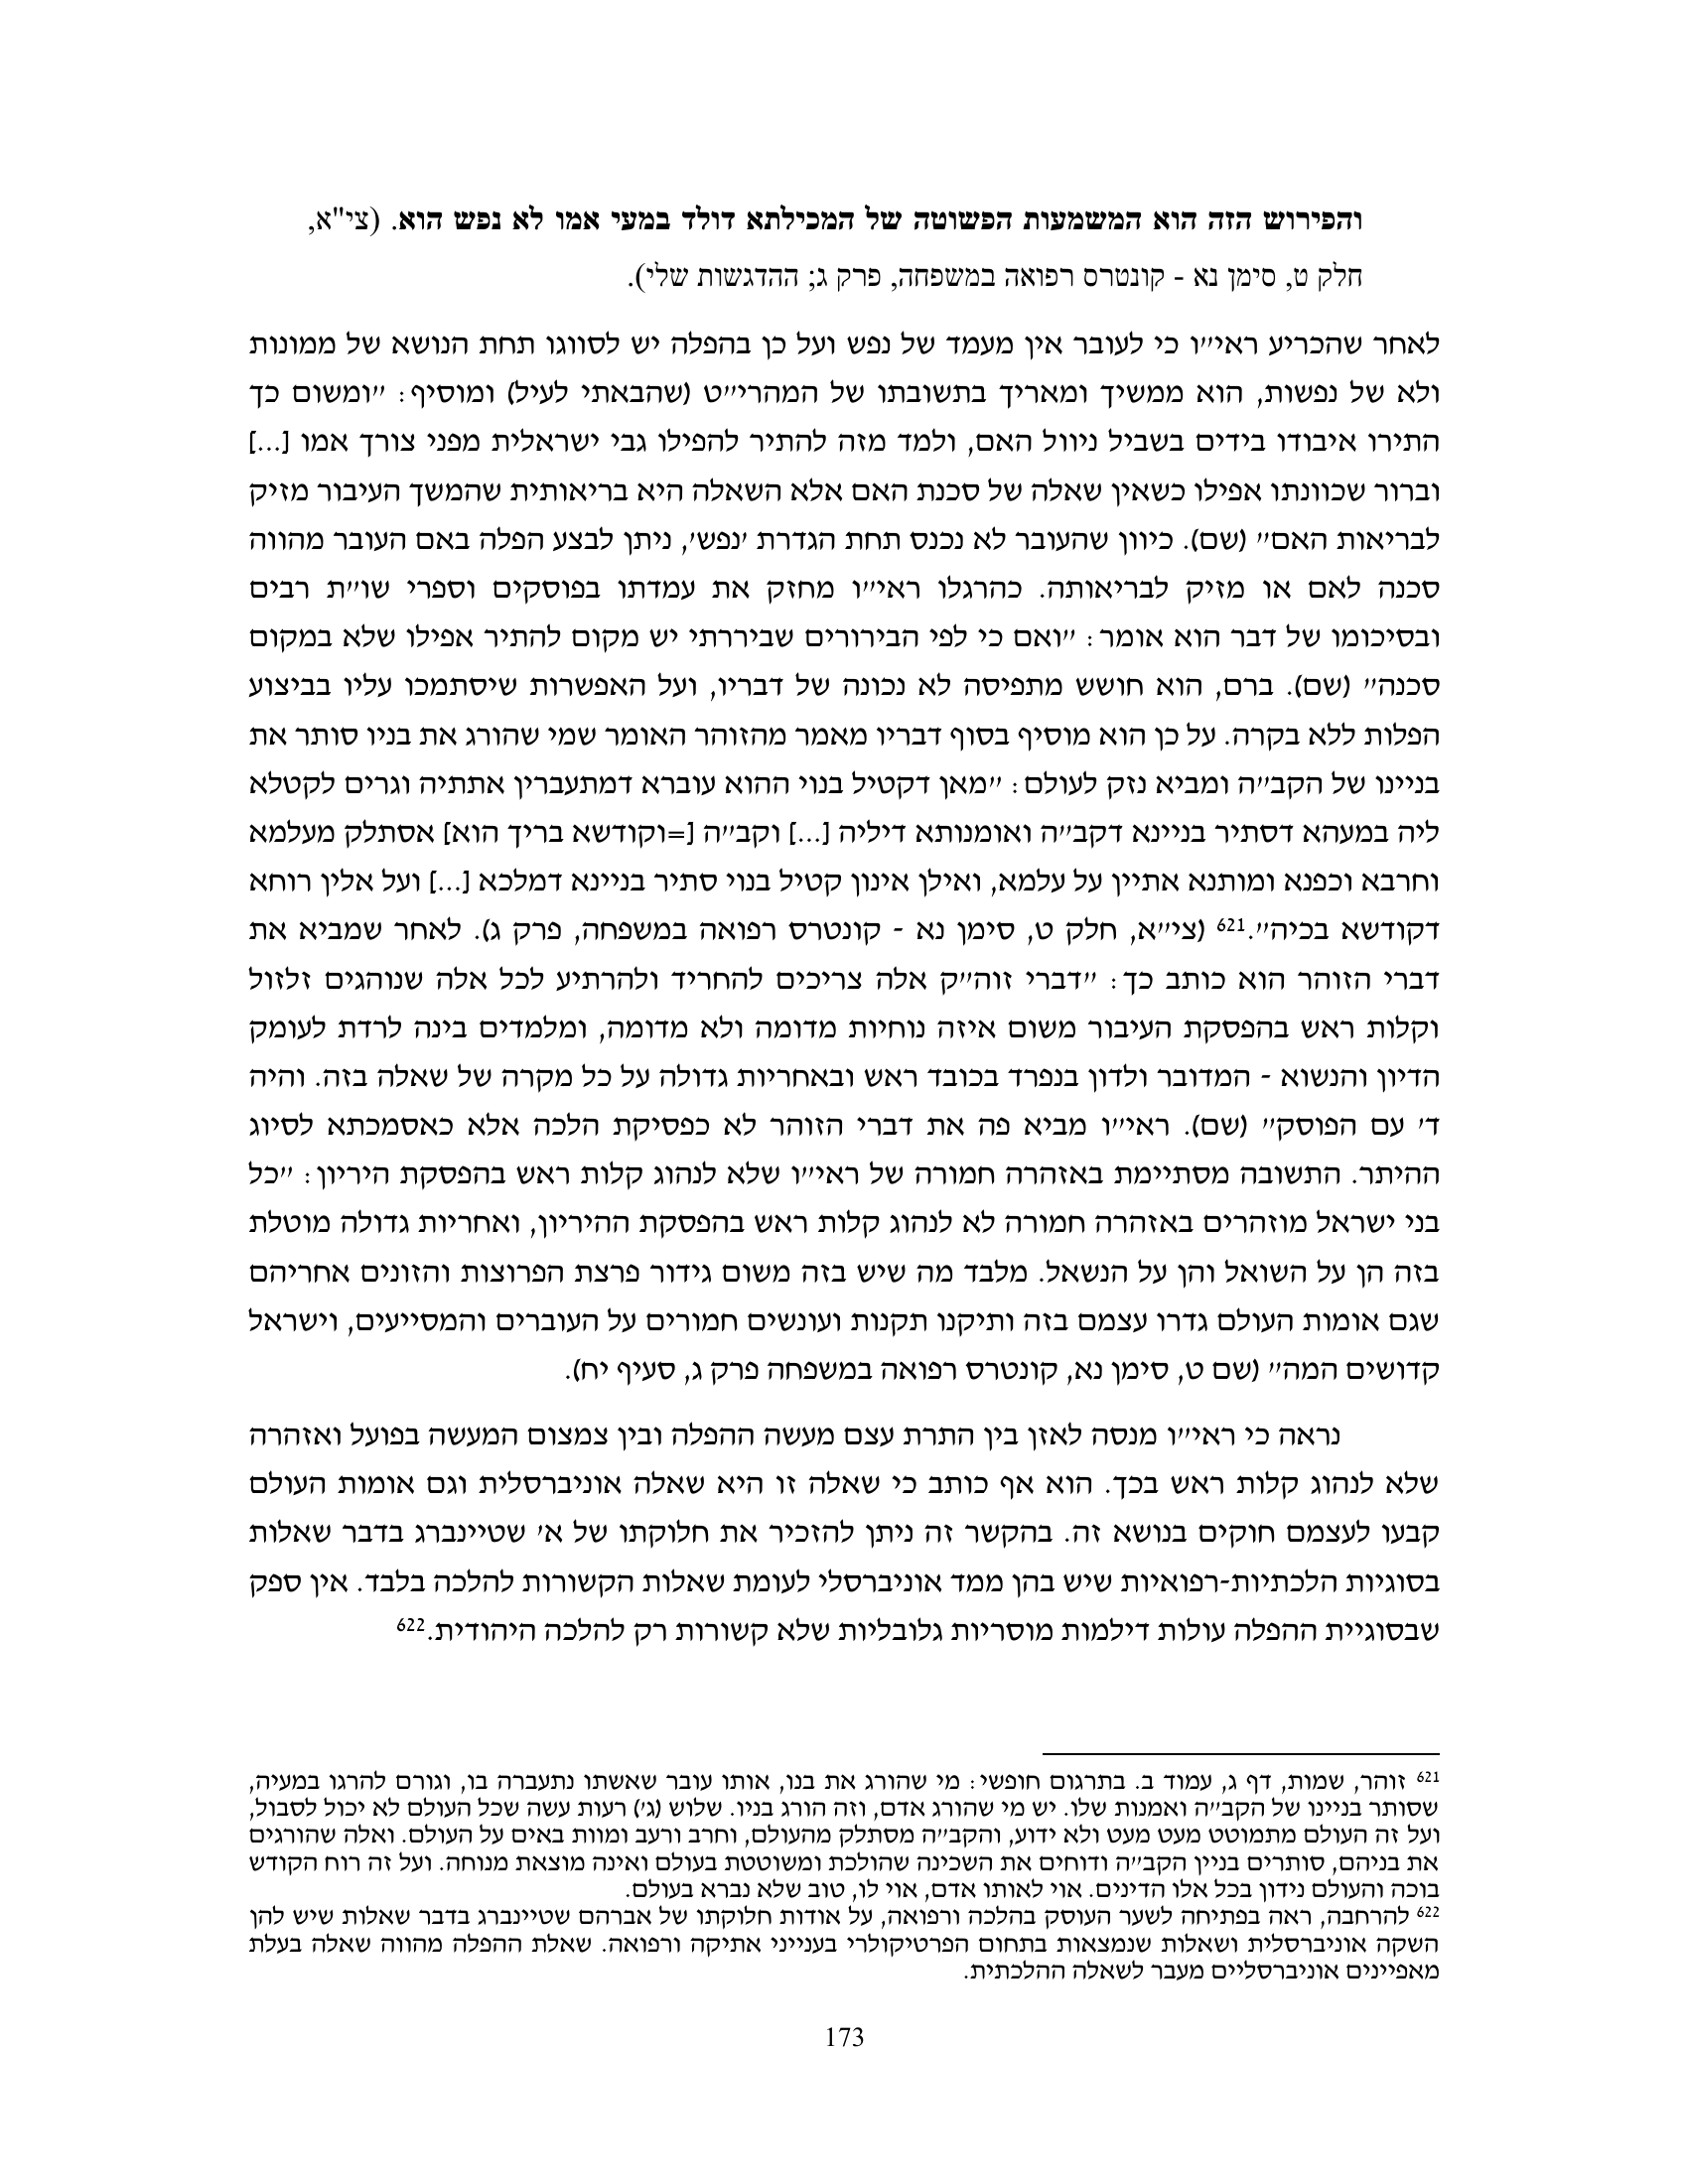 והפירוש הזה הוא המשמעות הפשוטה של המכילתא דולד במעי אמו לא נפש הוא. (צי"א,
חלק ט, סימן נא - קונטרס רפואה במשפחה, פרק ג; ההדגשות שלי).
לאחר שהכריע ראי״ו כי לעובר אין מעמד של נפש ועל כן בהפלה יש לסווגו תחת הנושא של ממונות
ולא של נפשות, הוא ממשיך ומאריך בתשובתו של המהרי״ט (שהבאתי לעיל) ומוסיף: ״ומשום כך
התירו איבודו בידים בשביל ניוול האם, ולמד מזה להתיר להפילו גבי ישראלית מפני צורך אמו [...]
וברור שכוונתו אפילו כשאין שאלה של סכנת האם אלא השאלה היא בריאותית שהמשך העיבור מזיק
לבריאות האם״ (שם). כיוון שהעובר לא נכנס תחת הגדרת ׳נפש׳, ניתן לבצע הפלה באם העובר מהווה
סכנה לאם או מזיק לבריאותה. כהרגלו ראי״ו מחזק את עמדתו בפוסקים וספרי שו״ת רבים
ובסיכומו של דבר הוא אומר: ״ואם כי לפי הבירורים שביררתי יש מקום להתיר אפילו שלא במקום
סכנה״ (שם). ברם, הוא חושש מתפיסה לא נכונה של דבריו, ועל האפשרות שיסתמכו עליו בביצוע
הפלות ללא בקרה. על כן הוא מוסיף בסוף דבריו מאמר מהזוהר האומר שמי שהורג את בניו סותר את
בניינו של הקב״ה ומביא נזק לעולם: ״מאן דקטיל בנוי ההוא עוברא דמתעברין אתתיה וגרים לקטלא
ליה במעהא דסתיר בניינא דקב״ה ואומנותא דיליה [...] וקב״ה [=וקודשא בריך הוא] אסתלק מעלמא
וחרבא וכפנא ומותנא אתיין על עלמא, ואילן אינון קטיל בנוי סתיר בניינא דמלכא [...] ועל אלין רוחא
דקודשא בכיה״.621 (צי״א, חלק ט, סימן נא - קונטרס רפואה במשפחה, פרק ג). לאחר שמביא את
דברי הזוהר הוא כותב כך: ״דברי זוה״ק אלה צריכים להחריד ולהרתיע לכל אלה שנוהגים זלזול
וקלות ראש בהפסקת העיבור משום איזה נוחיות מדומה ולא מדומה, ומלמדים בינה לרדת לעומק
הדיון והנשוא - המדובר ולדון בנפרד בכובד ראש ובאחריות גדולה על כל מקרה של שאלה בזה. והיה
ד׳ עם הפוסק״ (שם). ראי״ו מביא פה את דברי הזוהר לא כפסיקת הלכה אלא כאסמכתא לסיוג
ההיתר. התשובה מסתיימת באזהרה חמורה של ראי״ו שלא לנהוג קלות ראש בהפסקת היריון: ״כל
בני ישראל מוזהרים באזהרה חמורה לא לנהוג קלות ראש בהפסקת ההיריון, ואחריות גדולה מוטלת
בזה הן על השואל והן על הנשאל. מלבד מה שיש בזה משום גידור פרצת הפרוצות והזונים אחריהם
שגם אומות העולם גדרו עצמם בזה ותיקנו תקנות ועונשים חמורים על העוברים והמסייעים, וישראל
קדושים המה״ (שם ט, סימן נא, קונטרס רפואה במשפחה פרק ג, סעיף יח).
נראה כי ראי״ו מנסה לאזן בין התרת עצם מעשה ההפלה ובין צמצום המעשה בפועל ואזהרה
שלא לנהוג קלות ראש בכך. הוא אף כותב כי שאלה זו היא שאלה אוניברסלית וגם אומות העולם
קבעו לעצמם חוקים בנושא זה. בהקשר זה ניתן להזכיר את חלוקתו של א׳ שטיינברג בדבר שאלות
בסוגיות הלכתיות-רפואיות שיש בהן ממד אוניברסלי לעומת שאלות הקשורות להלכה בלבד. אין ספק
שבסוגיית ההפלה עולות דילמות מוסריות גלובליות שלא קשורות רק להלכה היהודית.622
621 זוהר, שמות, דף ג, עמוד ב. בתרגום חופשי: מי שהורג את בנו, אותו עובר שאשתו נתעברה בו, וגורם להרגו במעיה,
שסותר בניינו של הקב״ה ואמנות שלו. יש מי שהורג אדם, וזה הורג בניו. שלוש (ג׳) רעות עשה שכל העולם לא יכול לסבול,
ועל זה העולם מתמוטט מעט מעט ולא ידוע, והקב״ה מסתלק מהעולם, וחרב ורעב ומוות באים על העולם. ואלה שהורגים
את בניהם, סותרים בניין הקב״ה ודוחים את השכינה שהולכת ומשוטטת בעולם ואינה מוצאת מנוחה. ועל זה רוח הקודש
בוכה והעולם נידון בכל אלו הדינים. אוי לאותו אדם, אוי לו, טוב שלא נברא בעולם.
622 להרחבה, ראה בפתיחה לשער העוסק בהלכה ורפואה, על אודות חלוקתו של אברהם שטיינברג בדבר שאלות שיש להן
השקה אוניברסלית ושאלות שנמצאות בתחום הפרטיקולרי בענייני אתיקה ורפואה. שאלת ההפלה מהווה שאלה בעלת
מאפיינים אוניברסליים מעבר לשאלה ההלכתית.
173